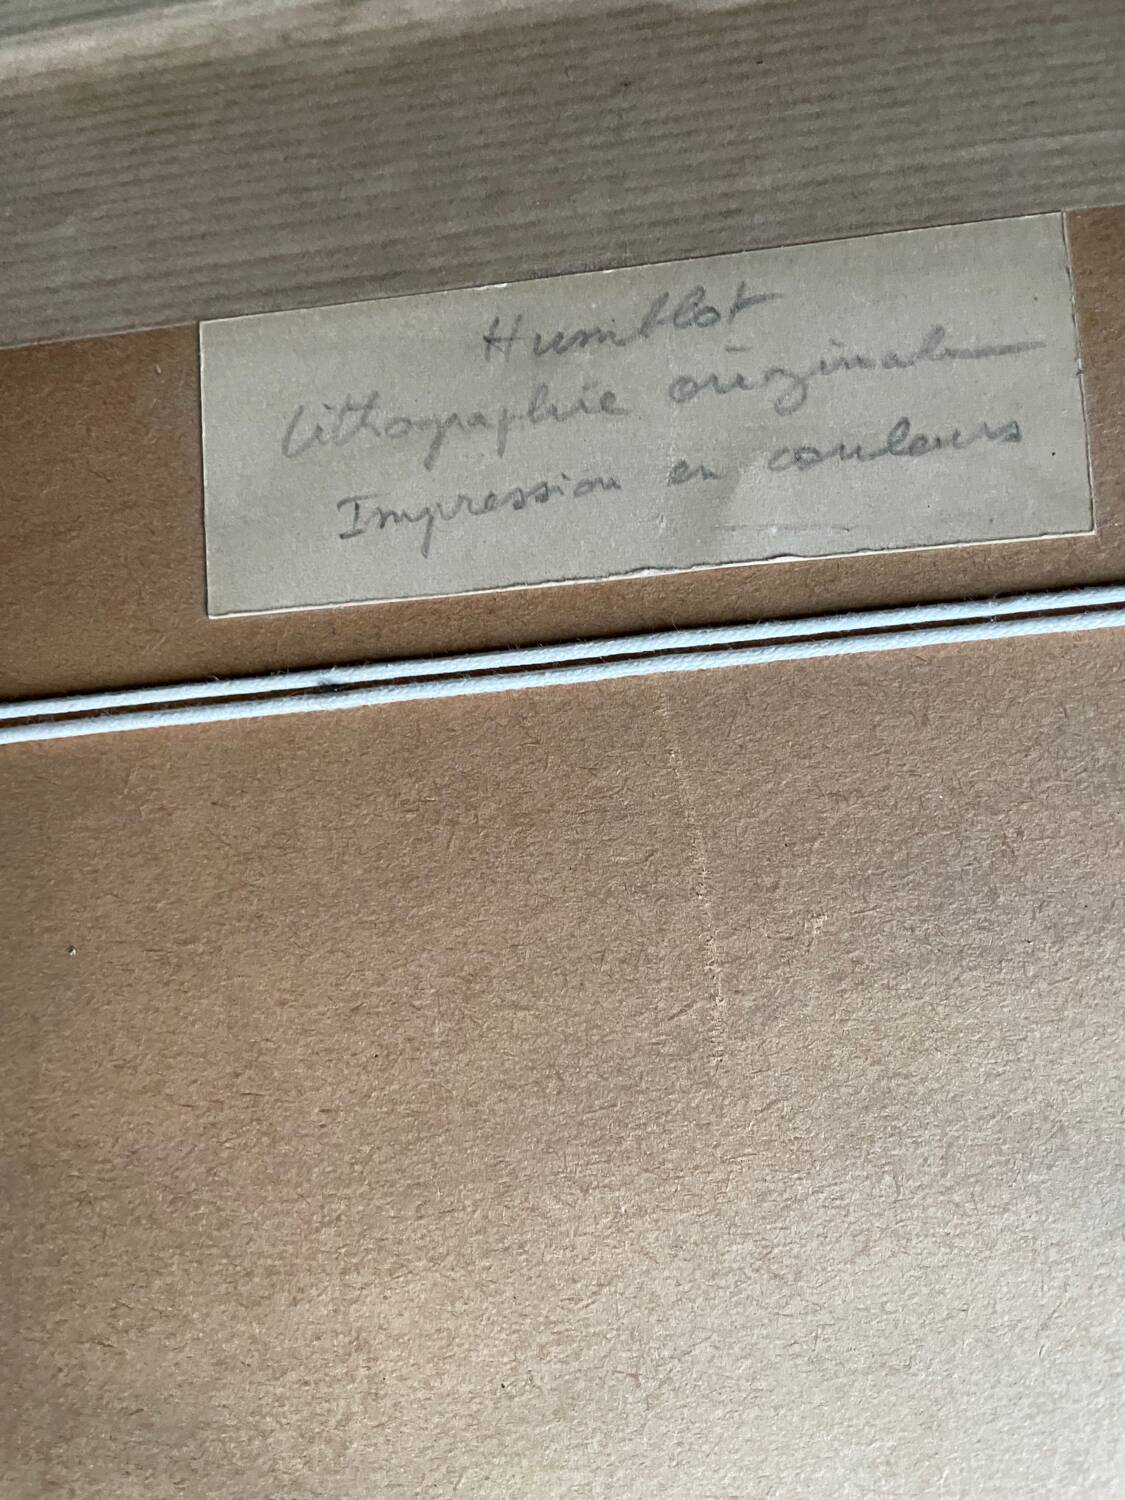 Humblot
Lithographie originale
Impression en couleurs